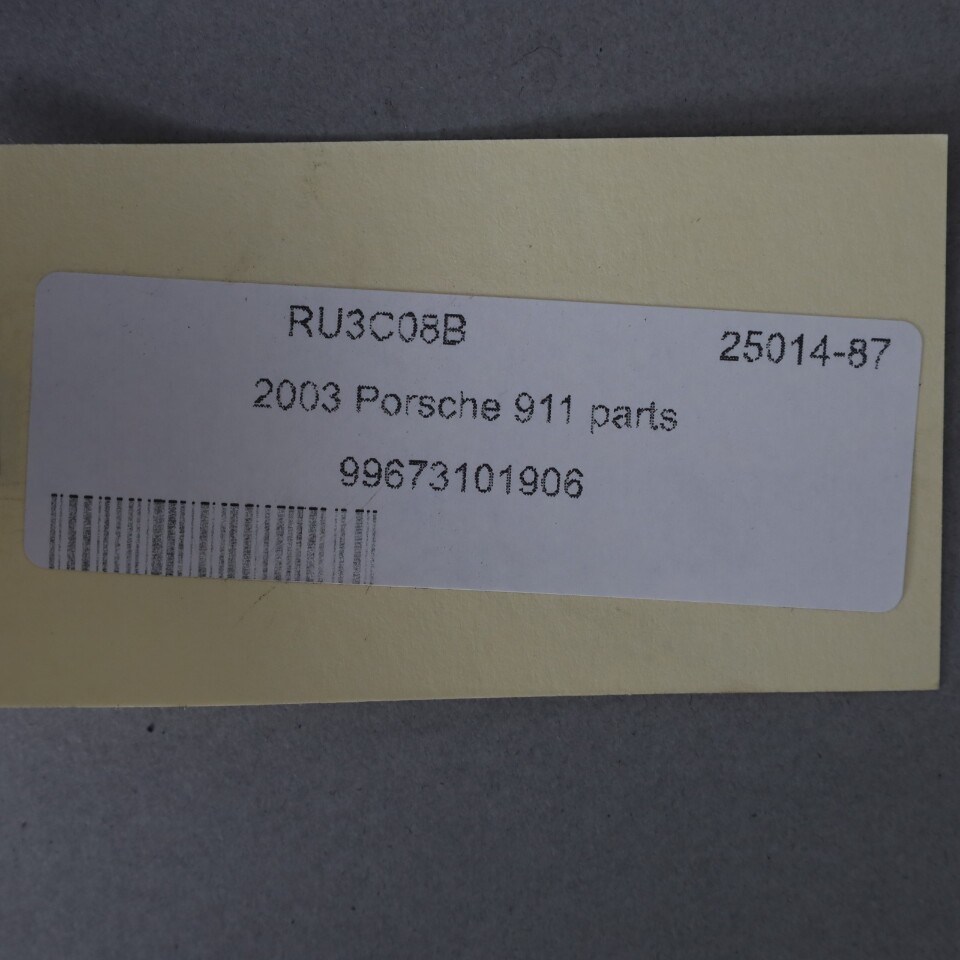 RU3C08B 25014-87
2003 Porsche 911 parts
99673101906